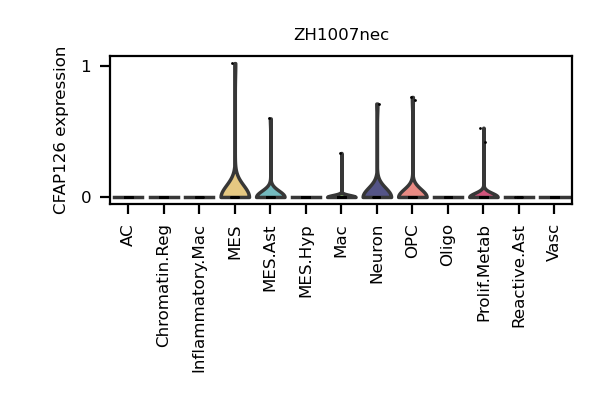 ZH1007nec
CFAP126 expression
1
0
AC
Chromatin.Reg
Inflammatory.Mac
MES
MES.Ast
MES.Hyp
Mac
Neuron
OPC
Oligo
Prolif.Metab
Reactive.Ast
Vasc